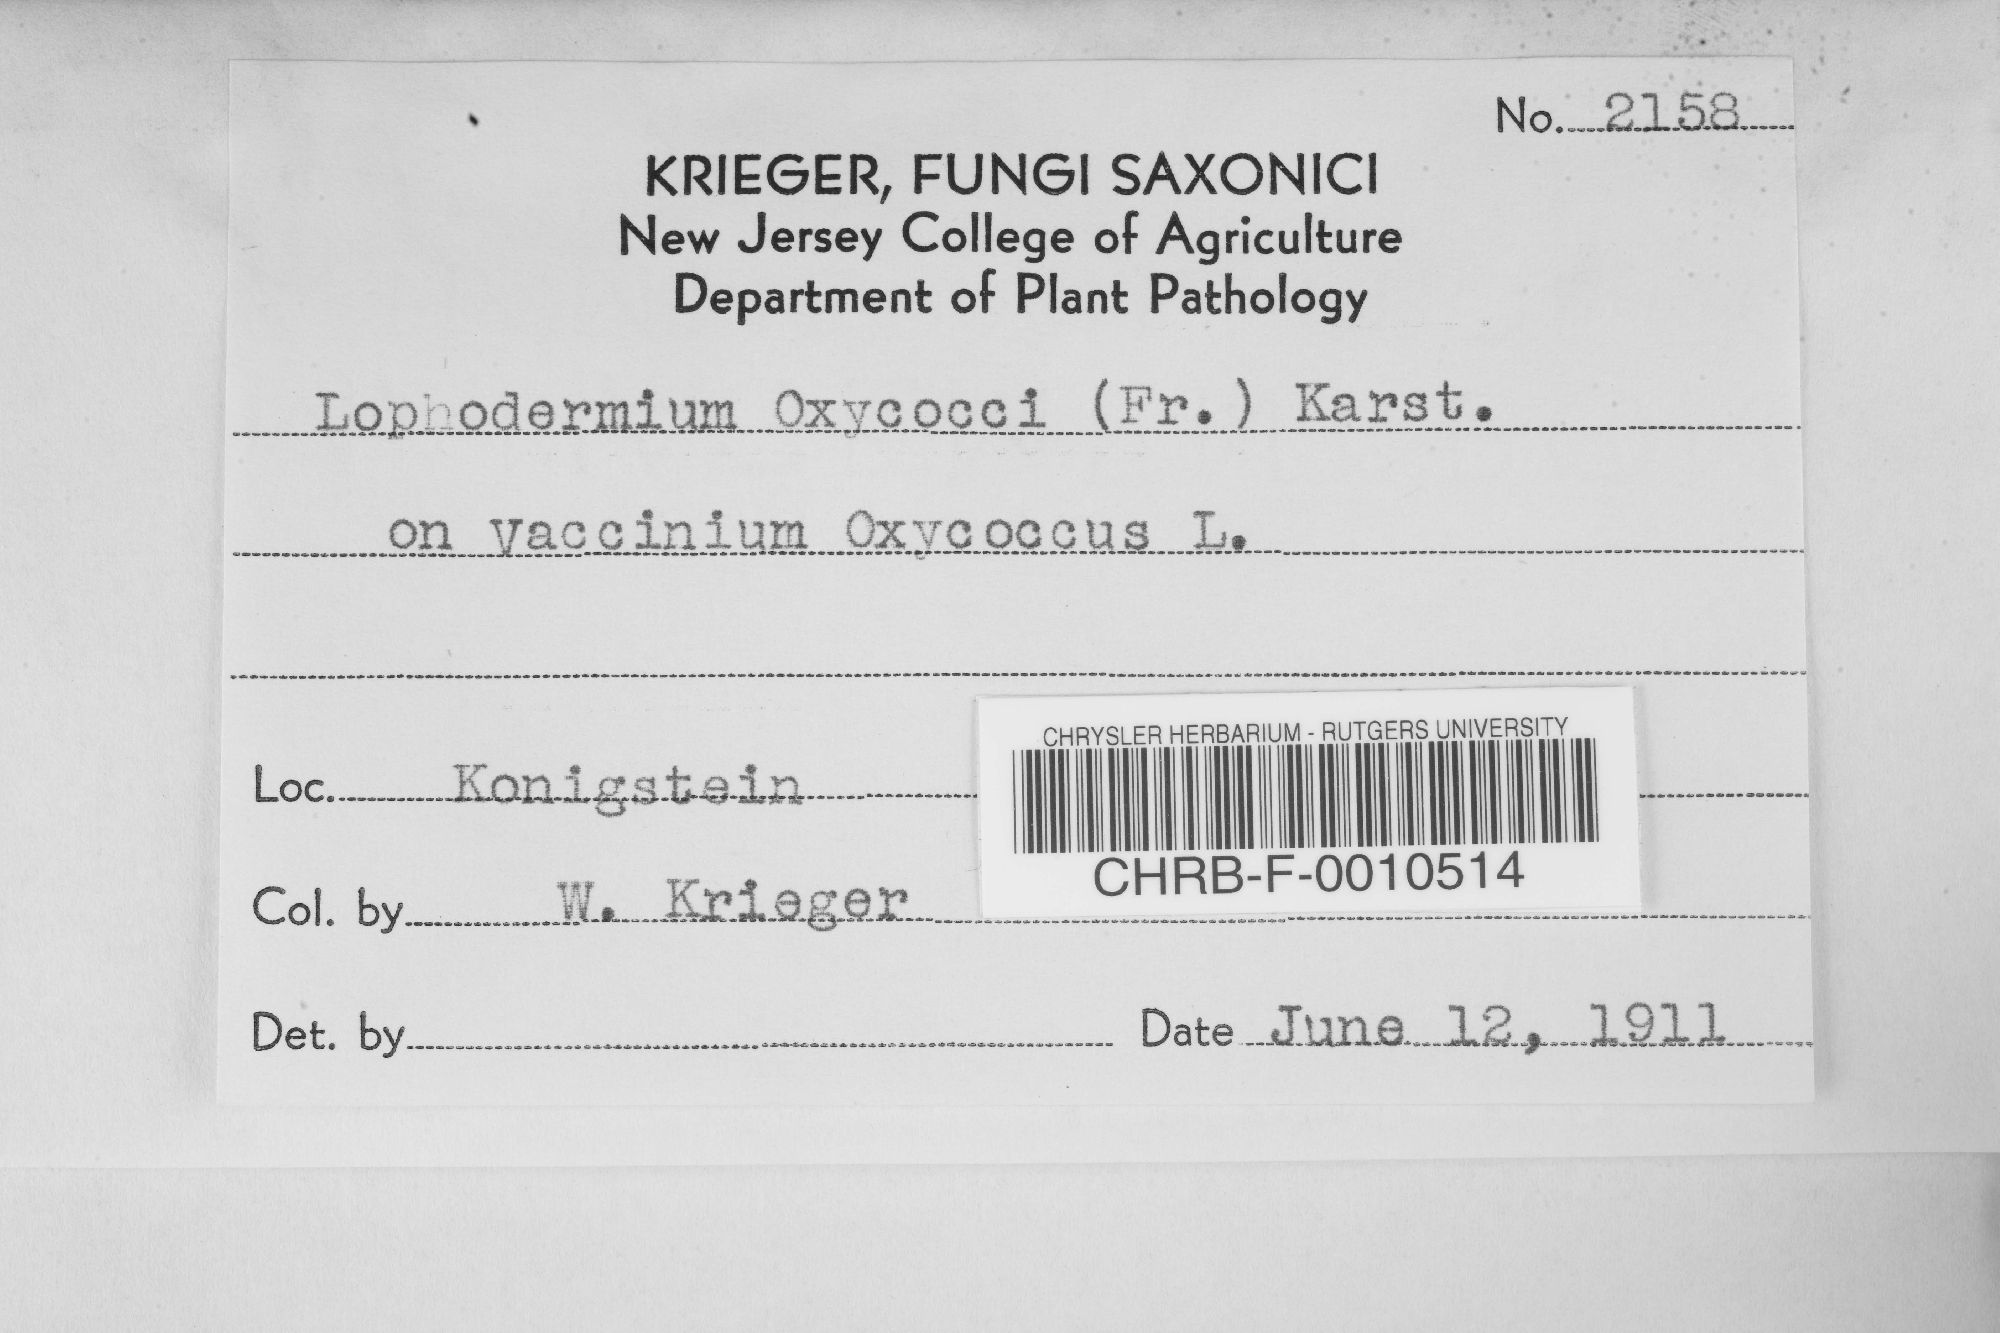 No. 2158
KRIEGER, FUNGI SAXONICI
New Jersey College of Agriculture
Department of Plant Pathology
Lophodermium Oxycocci (Fr.) Karst.
on vaccinium Oxycoccus L.
CHRYSLER HERBARIUM - RUTGERS UNIVERSITY
Loc. Konigstein
CHRB-F-0010514
Col. by W. Krieger
Det. by Date June 12, 1911